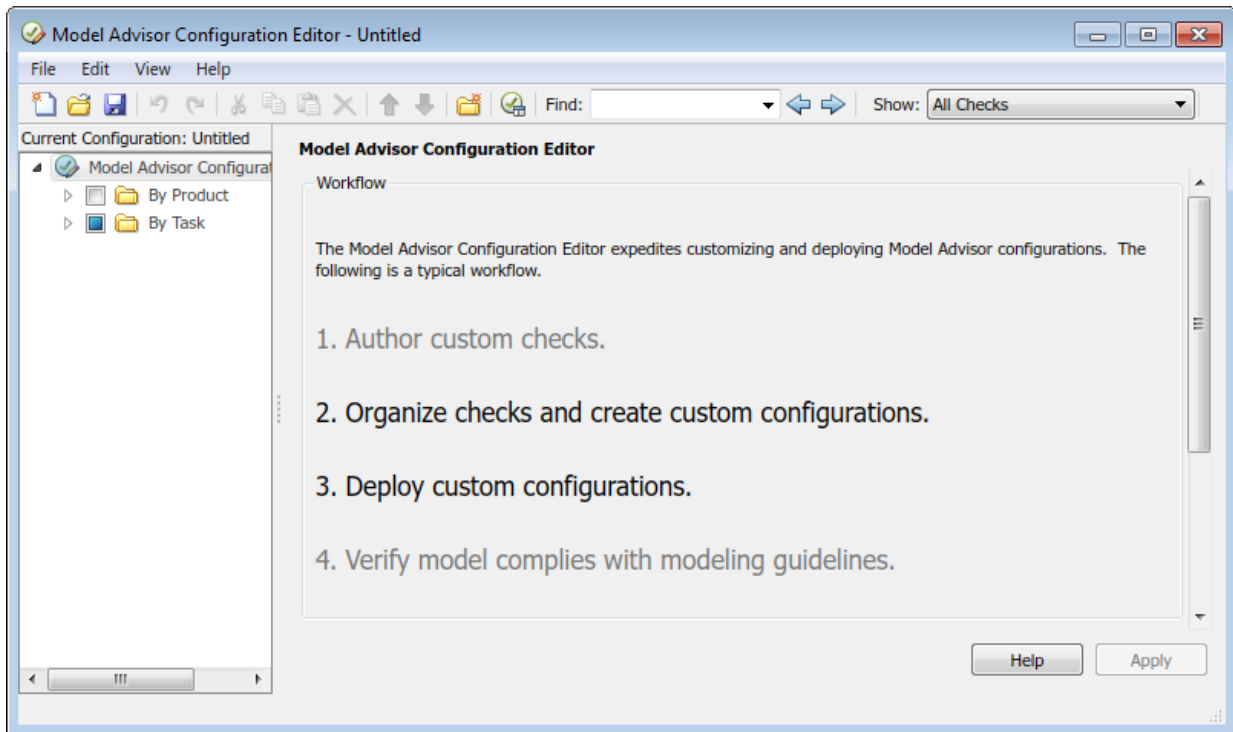 Model Advisor Configuration Editor - Untitled
File Edit View Help
Find: Show: All Checks
Current Configuration: Untitled
Model Advisor Configurat
By Product
By Task
Model Advisor Configuration Editor
Workflow
The Model Advisor Configuration Editor expedites customizing and deploying Model Advisor configurations. The
following is a typical workflow.
1. Author custom checks.
2. Organize checks and create custom configurations.
3. Deploy custom configurations.
4. Verify model complies with modeling guidelines.
Help Apply